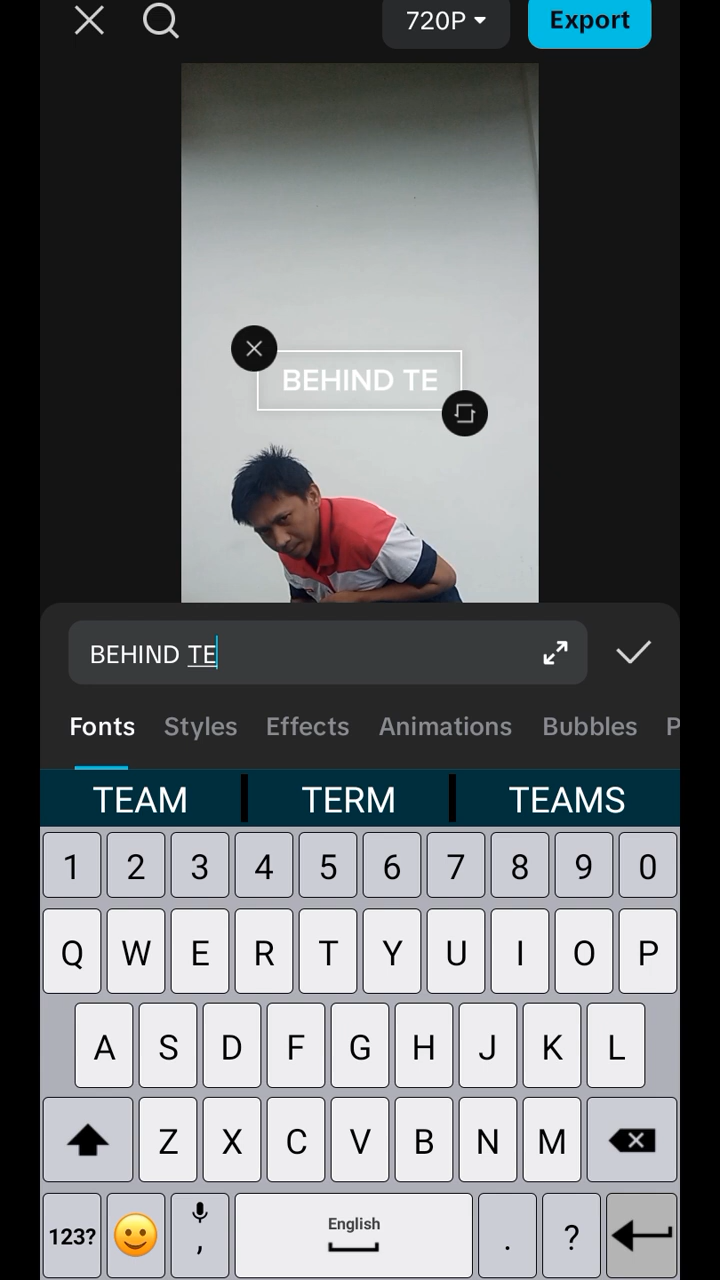 720P
Export
BEHIND TE
BEHIND TE
Fonts Styles Effects Animations Bubbles P
TEAM TERM TEAMS
1 2 3 4 5 6 7 8 9 0
Q W E R T Y U I O P
A S D F G H J K L
Z X C V B N M
123? , English . ?